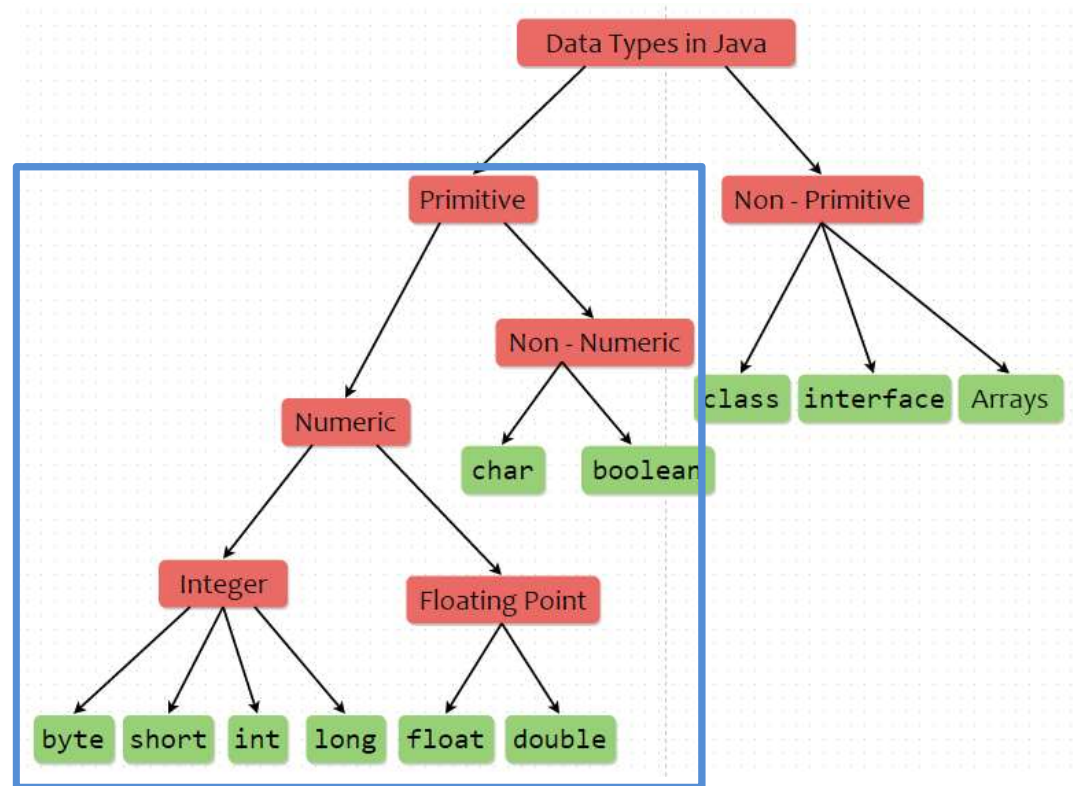 Data Types in Java
Primitive
Non - Primitive
Non - Numeric
class
interface
Arrays
Numeric
char
boolean
Integer
Floating Point
byte
short
int
long
float
double